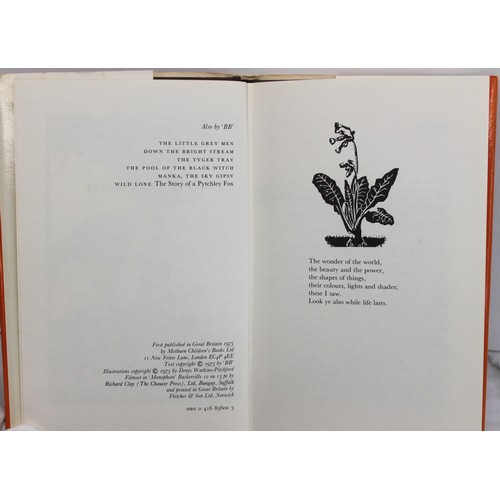 Also by 'BB'
THE LITTLE GREY MEN
DOWN THE BRIGHT STREAM
THE TYGER TRAY
THE POOL OF THE BLACK WITCH
MANKA, THE SKY GIPSY
WILD LONE The Story of a Pytchley Fox
First published in Great Britain 1975
by Methuen Children's Books Ltd
11 New Fetter Lane, London EC4P 4EE
Text copyright © 1975 by 'BB'
Illustrations copyright © 1975 by Denys Watkins-Pitchford
Filmset in 'Monophoto' Baskerville 12 on 13 pt by
Richard Clay (The Chaucer Press), Ltd, Bungay, Suffolk
and printed in Great Britain by
Fletcher & Son Ltd, Norwich
ISBN 0 416
The wonder of the world,
the beauty and the power,
the shapes of things,
their colours, lights and shades;
these I saw.
Look ye also while life lasts.